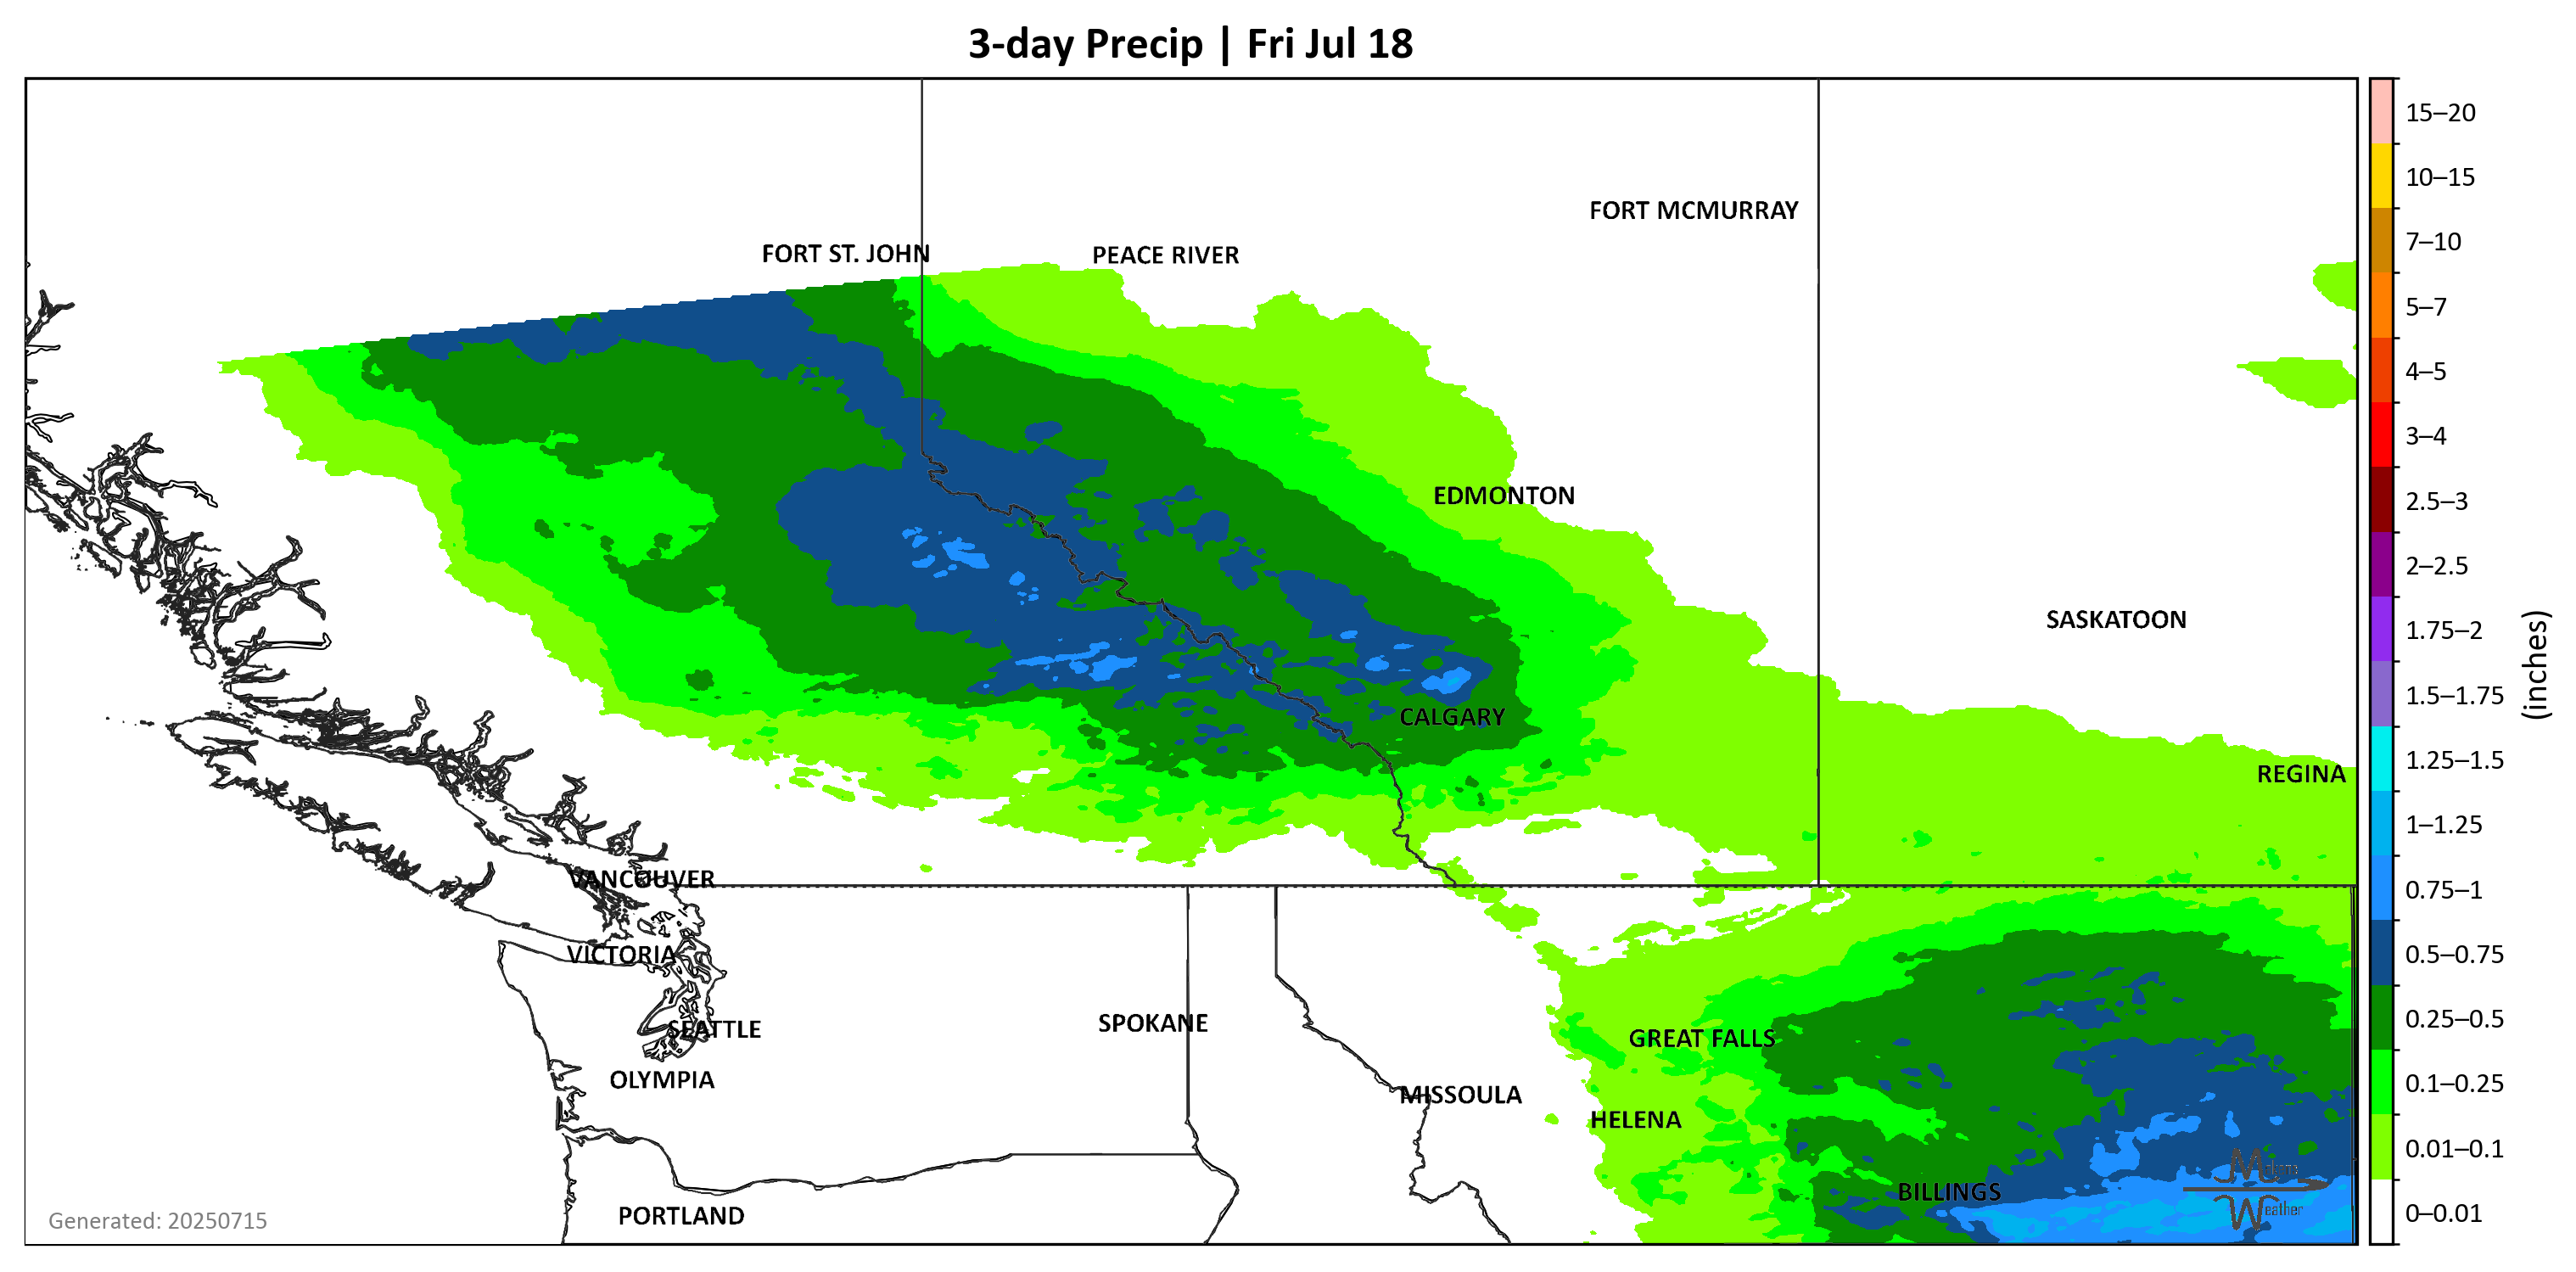 3-day Precip | Fri Jul 18
FORT MCMURRAY
FORT ST. JOHN
PEACE RIVER
EDMONTON
SASKATOON
CALGARY
REGINA
VANCOUVER
VICTORIA
SEATTLE
SPOKANE
GREAT FALLS
OLYMPIA
MISSOULA
HELENA
BILLINGS
PORTLAND
Generated: 20250715
Makens
Weather
15–20
10–15
7–10
5–7
4–5
3–4
2.5–3
2–2.5
1.75–2
1.5–1.75
1.25–1.5
1–1.25
0.75–1
0.5–0.75
0.25–0.5
0.1–0.25
0.01–0.1
0–0.01
(inches)